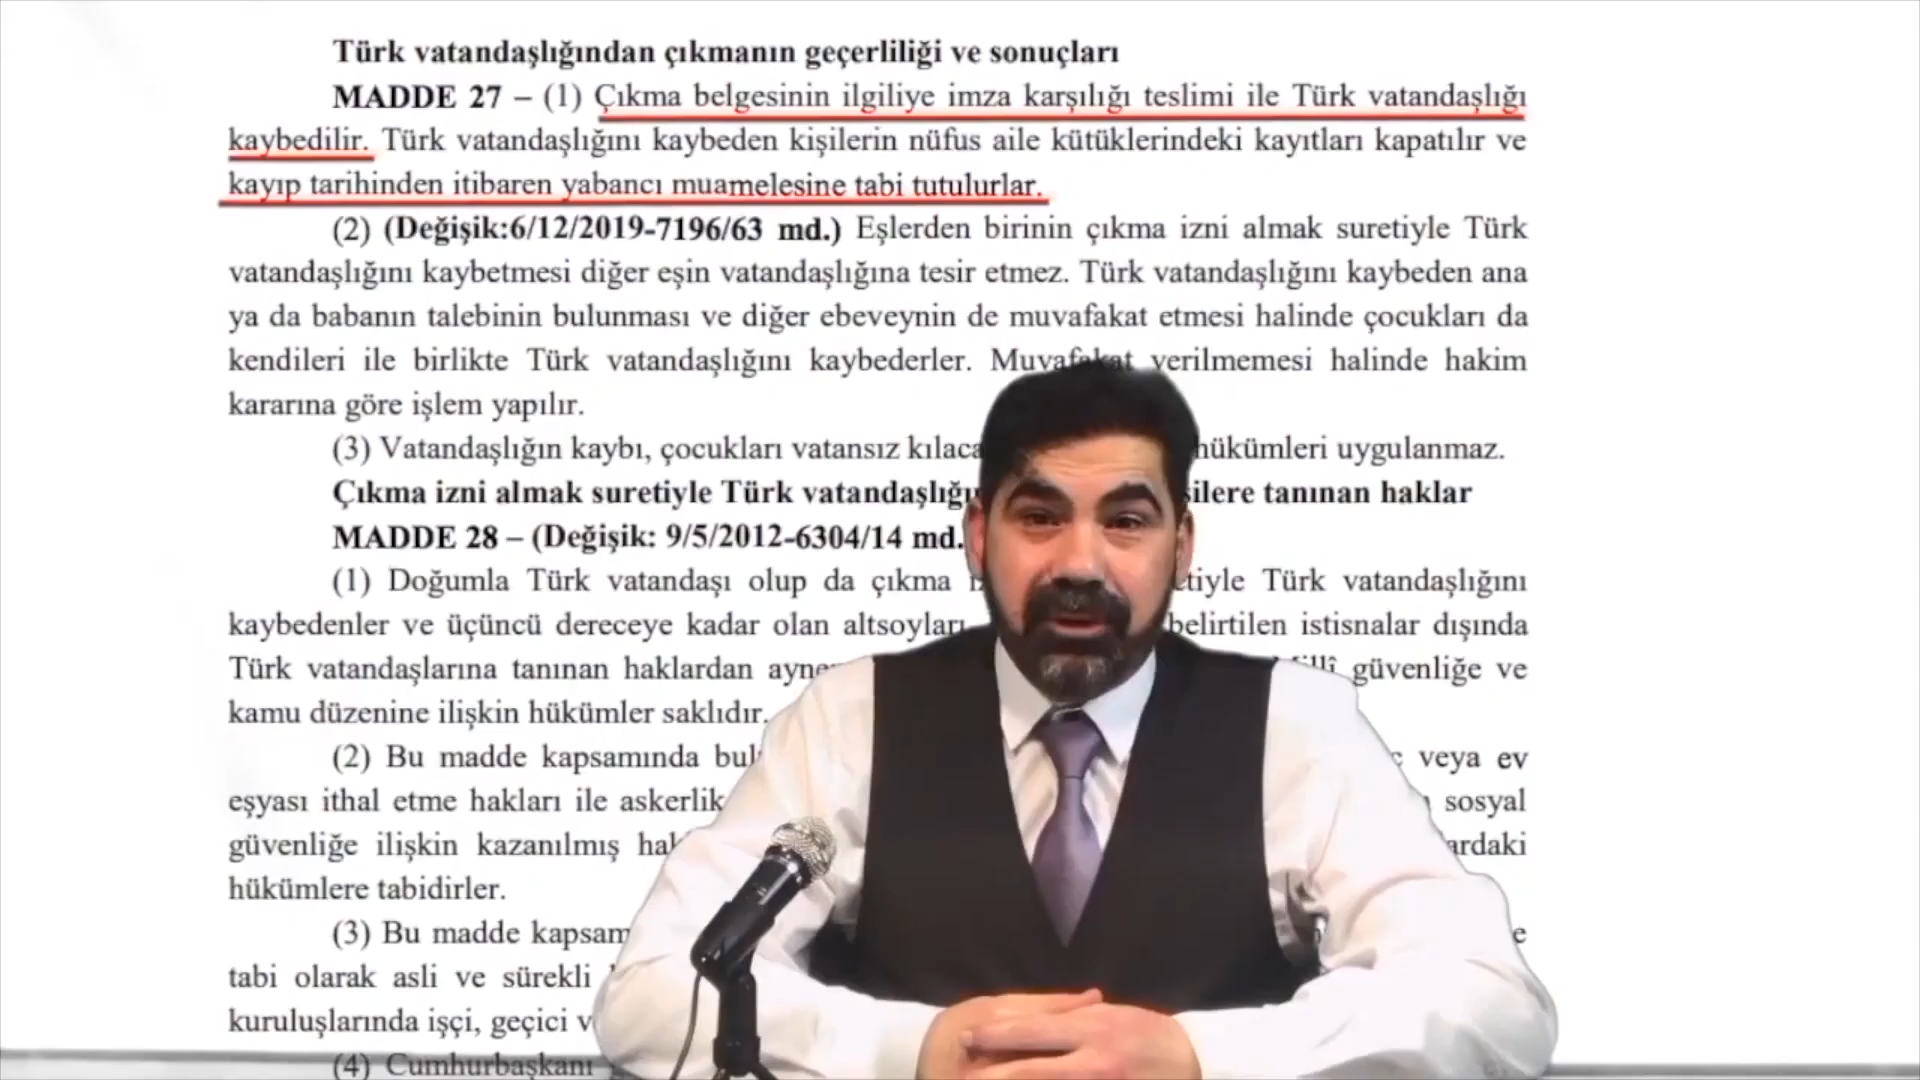 Türk vatandaşlığından çıkmanın geçerliliği ve sonuçları
MADDE 27 – (1) Çıkma belgesinin ilgiliye imza karşılığı teslimi ile Türk vatandaşlığı
kaybedilir. Türk vatandaşlığını kaybeden kişilerin nüfus aile kütüklerindeki kayıtları kapatılır ve
kayıp tarihinden itibaren yabancı muamelesine tabi tutulurlar.
(2) (Değişik:6/12/2019-7196/63 md.) Eşlerden birinin çıkma izni almak suretiyle Türk
vatandaşlığını kaybetmesi diğer eşin vatandaşlığına tesir etmez. Türk vatandaşlığını kaybeden ana
ya da babanın talebinin bulunması ve diğer ebeveynin de muvafakat etmesi halinde çocukları da
kendileri ile birlikte Türk vatandaşlığını kaybederler. Muvafakat verilmemesi halinde hakim
kararına göre işlem yapılır.
(3) Vatandaşlığın kaybı, çocukları vatansız hükümleri uygulanmaz.
Çıkma izni almak suretiyle Türk tanınan haklar
MADDE 28 – (Değişik: 9/5/2012-6304/14 md.
(1) Doğumla Türk vatandaşı olup da çıkma Türk vatandaşlığını
kaybedenler ve üçüncü dereceye kadar olan altsoyları belirtilen istisnalar dışında
Türk vatandaşlarına tanınan haklardan güvenliğe ve
kamu düzenine ilişkin hükümler saklıdır.
(2) Bu madde kapsamında veya ev
eşyası ithal etme hakları ile askerlik sosyal
güvenliğe ilişkin kazanılmış
hükümlere tabidirler.
(3) Bu madde
tabi olarak asli ve sürekli
kuruluşlarında işçi, geçici
(4) Cumhurbaşkanı